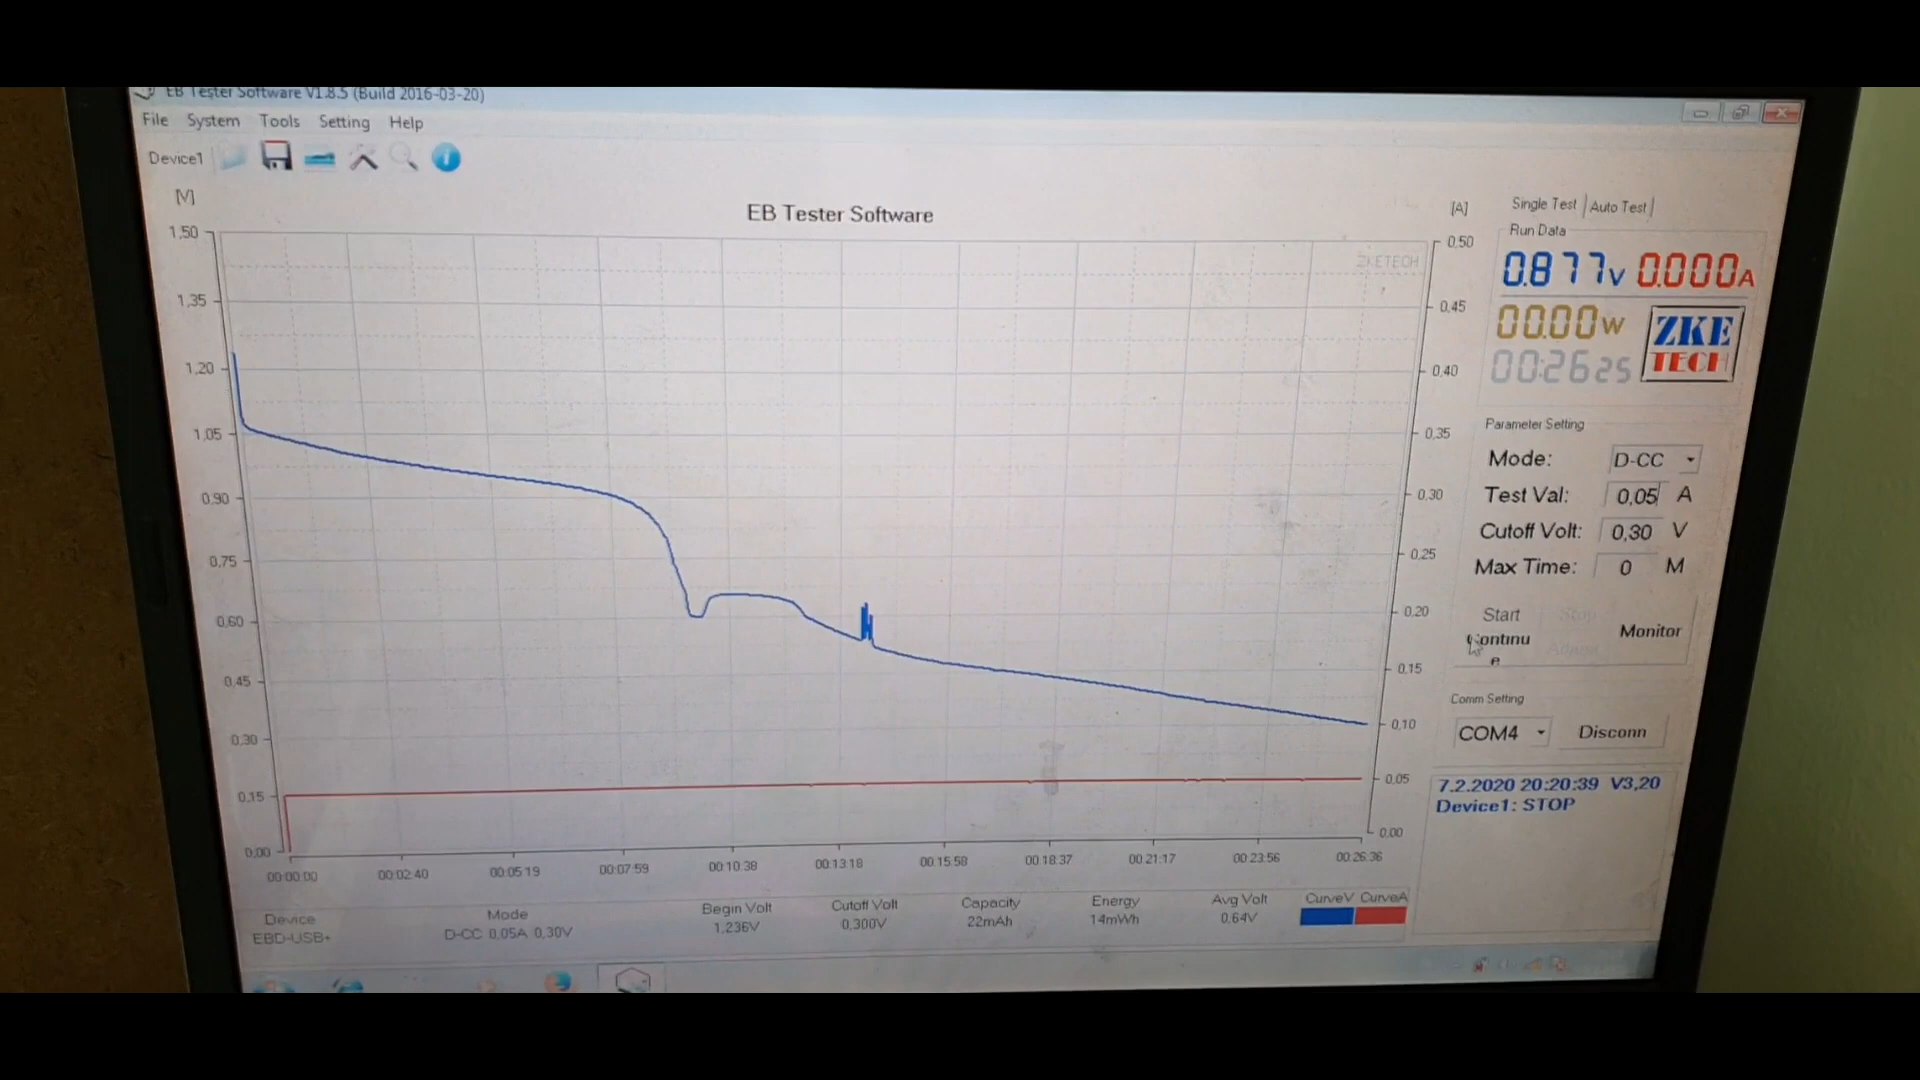 EB Tester Software V1.8.5 (Build 2016-03-20)
File System Tools Setting Help
Device1
[V]
EB Tester Software
[A]
1,50
1,35
1,20
1,05
0,90
0,75
0,60
0,45
0,30
0,15
0,00
ZKETECH
0,50
0,45
0,40
0,35
0,30
0,25
0,20
0,15
0,10
0,05
0,00
00:00:00 00:02:40 00:05:19 00:07:59 00:10:38 00:13:18 00:15:58 00:18:37 00:21:17 00:23:56 00:26:36
Device Mode Begin Volt Cutoff Volt Capacity Energy Avg Volt CurveV CurveA
EBD-USB+ D-CC 0,05A 0,30V 1,236V 0,300V 22mAh 14mWh 0,64V
Single Test Auto Test
Run Data
0.877V 0.000A
00.00W
00:26 25
ZKE
TECH
Parameter Setting
Mode: D-CC
Test Val: 0,05 A
Cutoff Volt: 0,30 V
Max Time: 0 M
Start Stop
Continu
e
Monitor
Comm Setting
COM4 Disconn
7.2.2020 20:20:39 V3,20
Device1: STOP